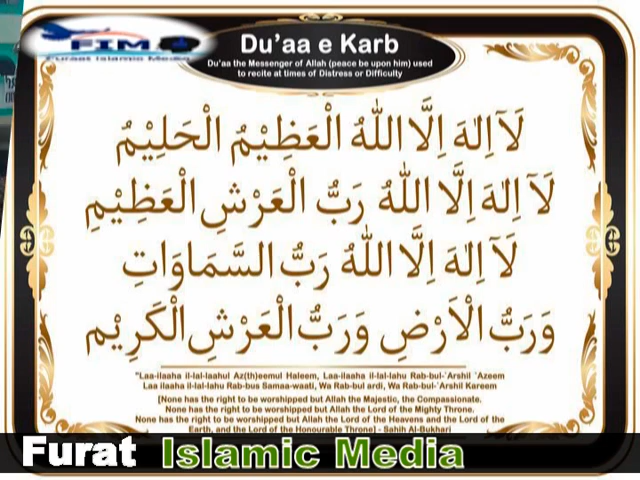 FIM
Furaat Islamic Media
Du'aa e Karb
Du'aa the Messenger of Allah (peace be upon him) used
to recite at times of Distress or Difficulty
لَآ اِلٰهَ اِلَّا اللّٰهُ الْعَظِيْمُ الْحَلِيْمُ
لَآ اِلٰهَ اِلَّا اللّٰهُ رَبُّ الْعَرْشِ الْعَظِيْمِ
لَآ اِلٰهَ اِلَّا اللّٰهُ رَبُّ السَّمَاوَاتِ
وَرَبُّ الْاَرْضِ وَرَبُّ الْعَرْشِ الْكَرِيْم
"Laa-ilaaha il-lal-laahul Az(th)eemul Haleem, Laa-ilaaha il-lal-lahu Rab-bul-`Arshil `Azeem
Laa ilaaha il-lal-lahu Rab-bus Samaa-waati, Wa Rab-bul ardi, Wa Rab-bul-`Arshil Kareem
[None has the right to be worshipped but Allah the Majestic, the Compassionate.
None has the right to be worshipped but Allah the Lord of the Mighty Throne.
None has the right to be worshipped but Allah the Lord of the Heavens and the Lord of the
Earth, and the Lord of the Honourable Throne] - Sahih Al-Bukhari
Furat Islamic Media